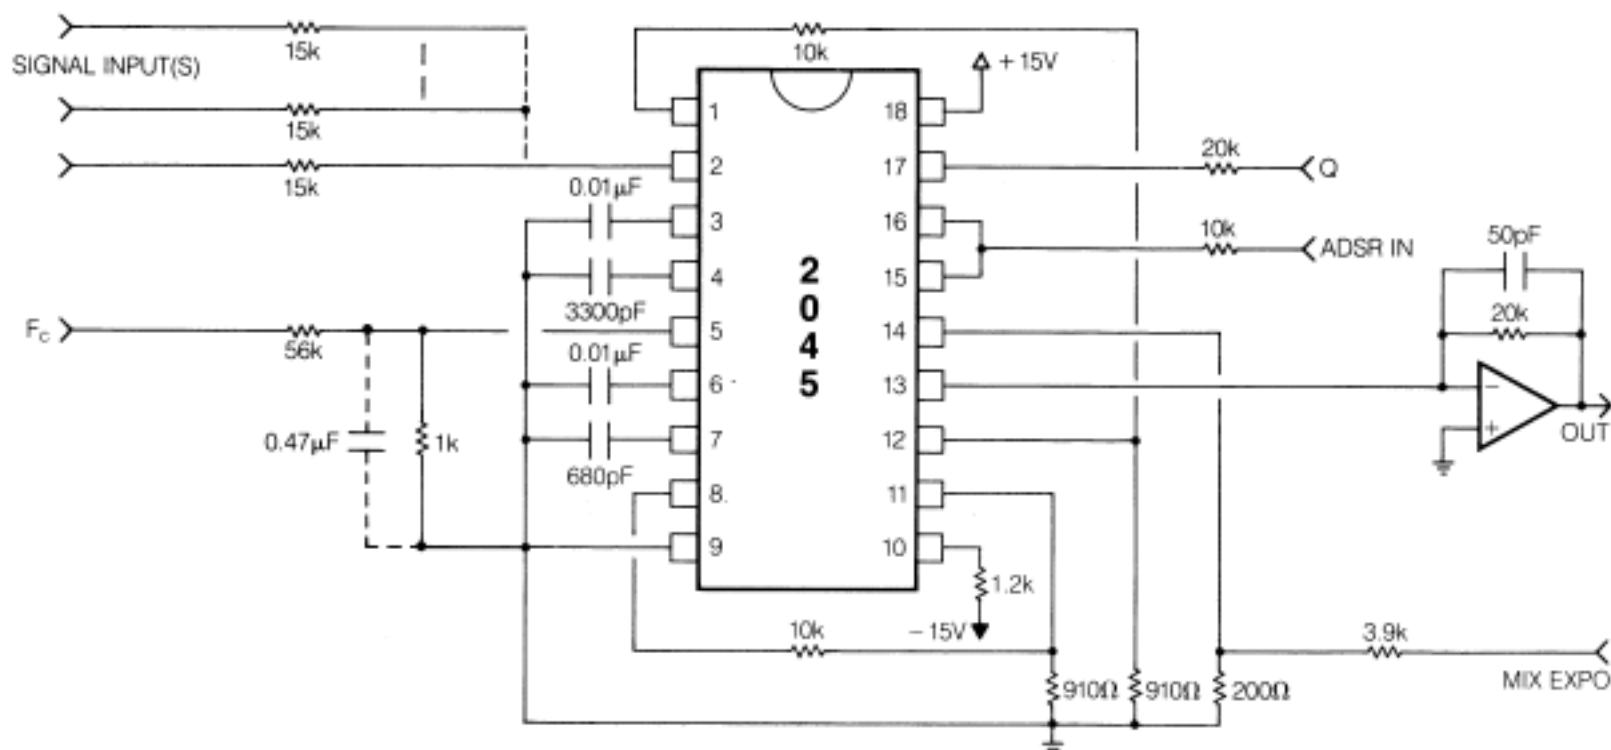 15k
10k
SIGNAL INPUT(S)
+15V
15k
15k
1
18
2
17
20k
Q
0.01µF
3
16
10k
ADSR IN
50pF
4
15
3300pF
2
0
4
5
20k
Fc
56k
5
14
0.01µF
6
13
−
+
OUT
0.47µF
1k
7
12
680pF
8
11
9
10
1.2k
−15V
10k
3.9k
910Ω
910Ω
200Ω
MIX EXPO